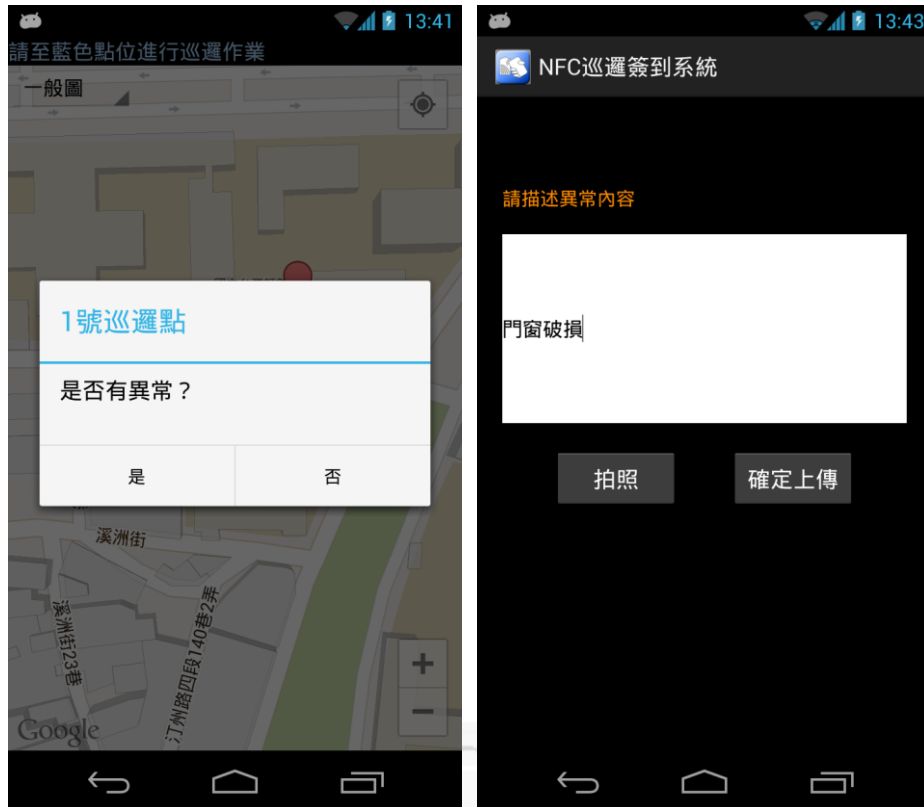 13:41
請至藍色點位進行巡邏作業
一般圖
1號巡邏點
是否有異常？
是
否
溪洲街
溪洲街23巷
汀州路四段140巷2弄
+
−
Google
13:43
NFC巡邏簽到系統
請描述異常內容
門窗破損
拍照
確定上傳